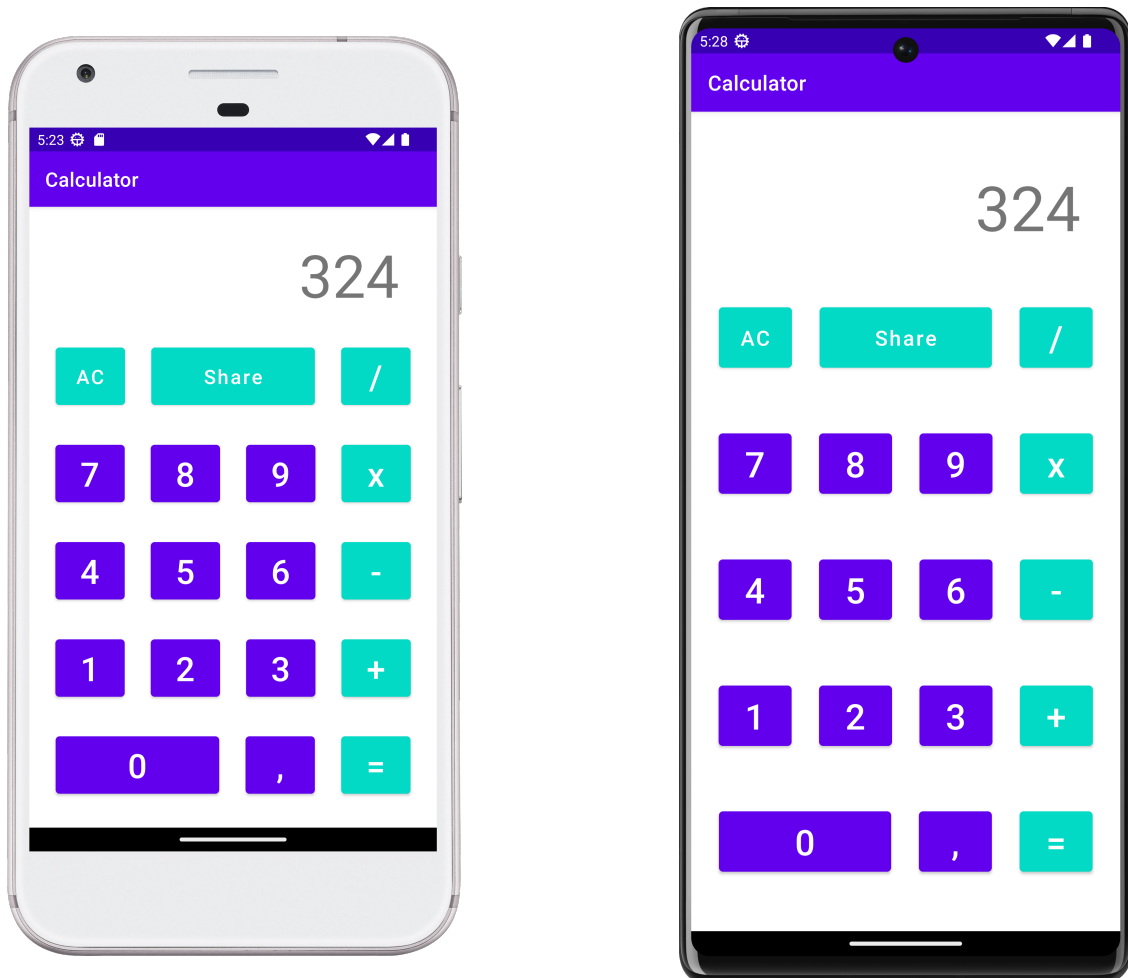 5:23
Calculator
324
AC Share /
7 8 9 x
4 5 6 -
1 2 3 +
0 , =
5:28
Calculator
324
AC Share /
7 8 9 x
4 5 6 -
1 2 3 +
0 , =